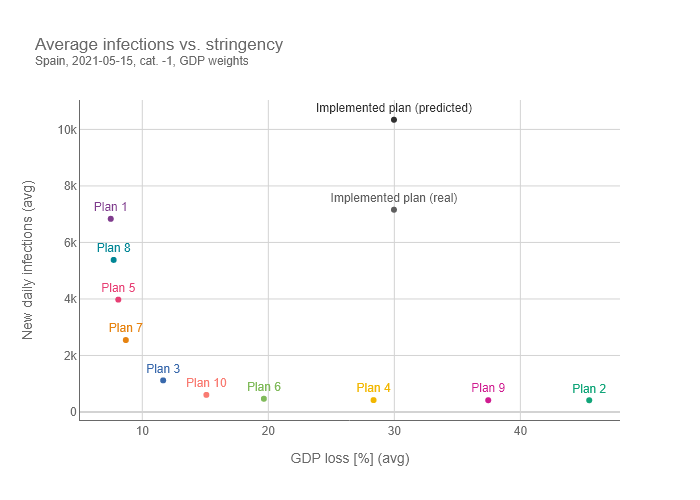 Average infections vs. stringency
Spain, 2021-05-15, cat. -1, GDP weights
Implemented plan (predicted)
10k
8k
Implemented plan (real)
Plan 1
6k
Plan 8
4k
Plan 5
Plan 7
2k
Plan 3
Plan 10
Plan 6
Plan 4
Plan 9
Plan 2
0
10
20
30
40
New daily infections (avg)
GDP loss [%] (avg)